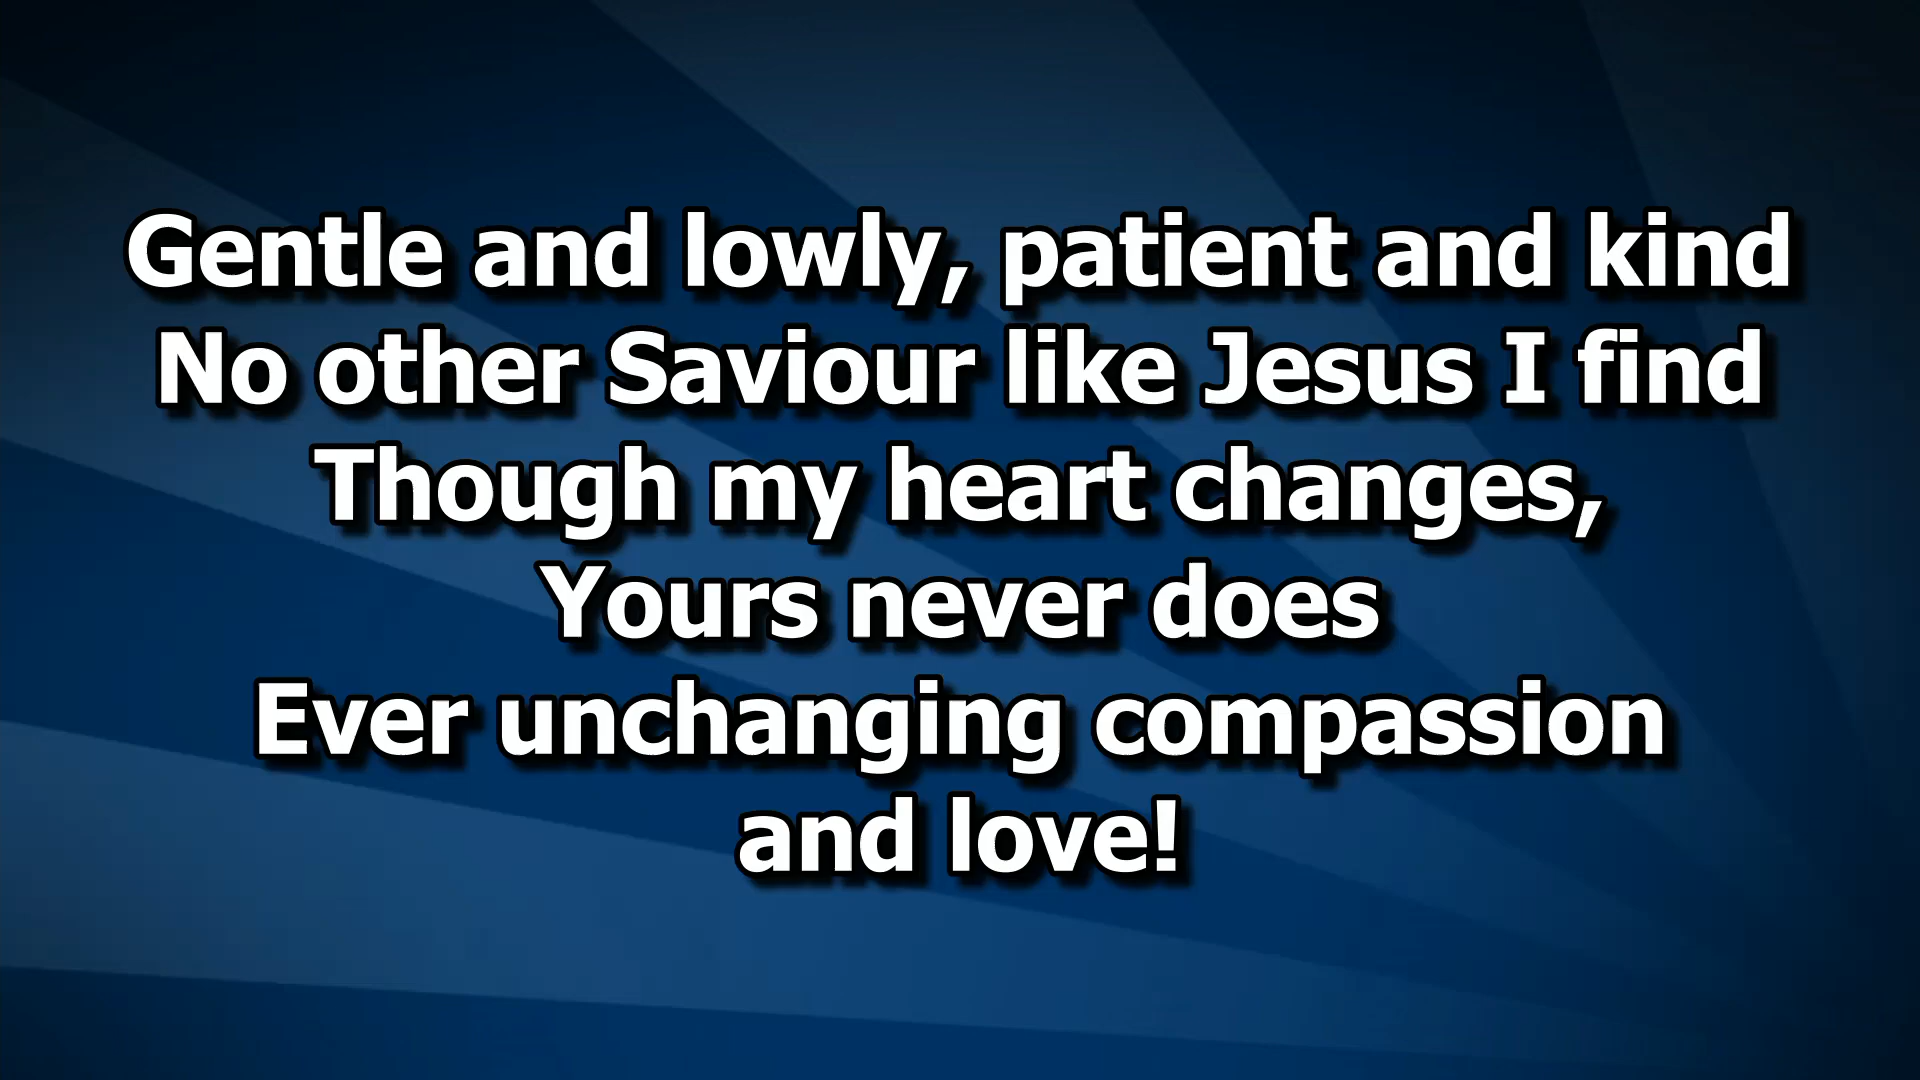 Gentle and lowly, patient and kind
No other Saviour like Jesus I find
Though my heart changes,
Yours never does
Ever unchanging compassion
and love!